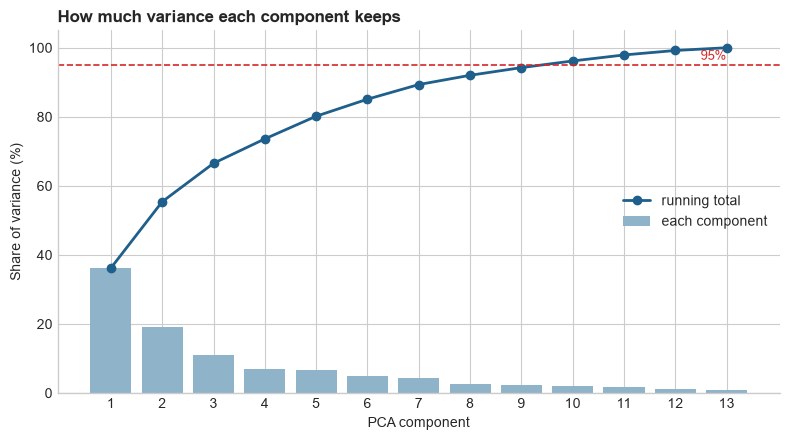 How much variance each component keeps
100
95%
80
60
40
20
0
Share of variance (%)
running total
each component
1 2 3 4 5 6 7 8 9 10 11 12 13
PCA component